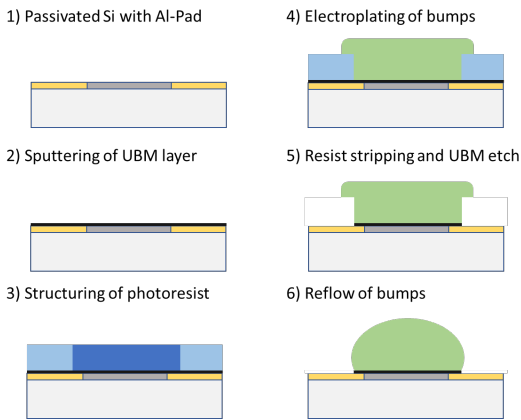 1) Passivated Si with Al-Pad
2) Sputtering of UBM layer
3) Structuring of photoresist
4) Electroplating of bumps
5) Resist stripping and UBM etch
6) Reflow of bumps